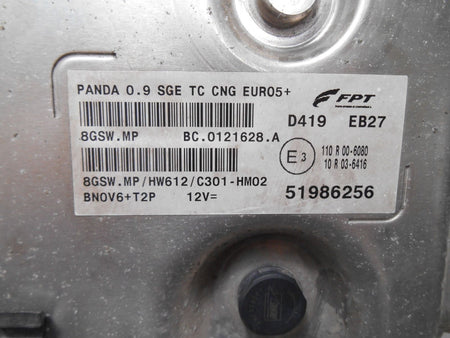 PANDA 0.9 SGE TC CNG EURO5+
FPT
8GSW.MP BC.0121628.A
D419 EB27
E3
110 R 00-6080
10 R 03-6416
8GSW.MP/HW612/C301-HM02
BNOV6+T2P 12V=
51986256